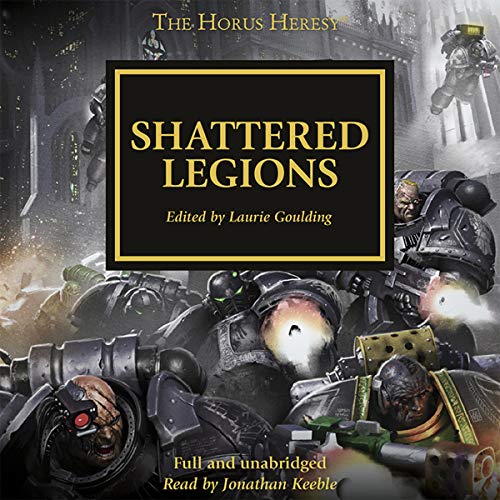 THE HORUS HERESY®
SHATTERED
LEGIONS
Edited by Laurie Goulding
Full and unabridged
Read by Jonathan Keeble